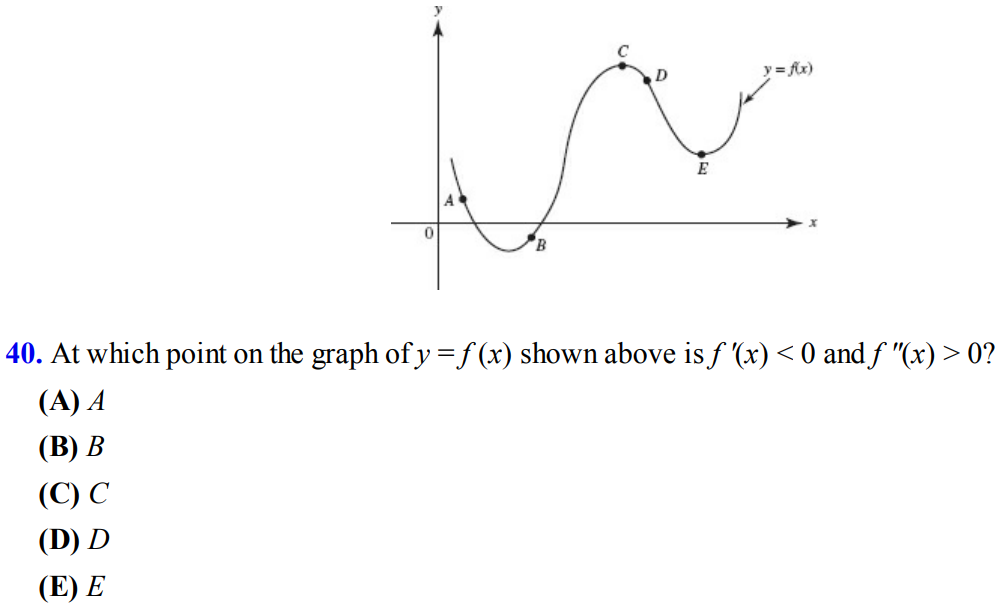 y
C
D
y = f(x)
A
E
0
x
B
40. At which point on the graph of y = f (x) shown above is f ′(x) < 0 and f ″(x) > 0?
(A) A
(B) B
(C) C
(D) D
(E) E